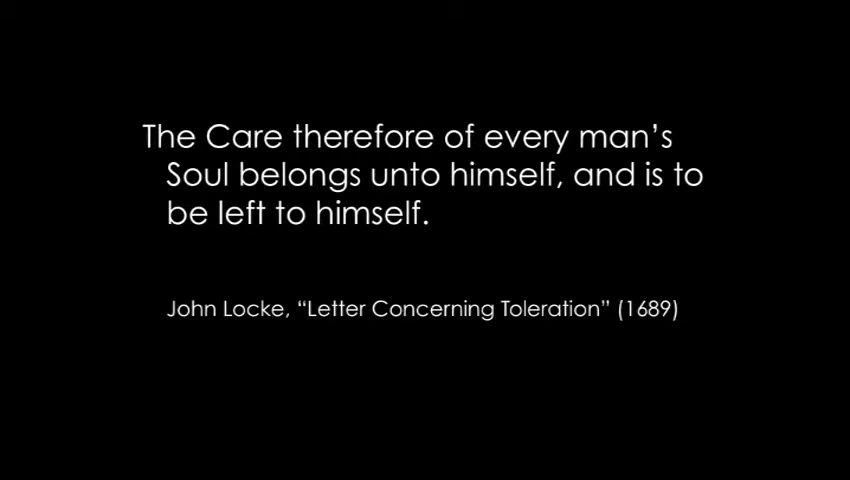 The Care therefore of every man’s
Soul belongs unto himself, and is to
be left to himself.
John Locke, “Letter Concerning Toleration” (1689)